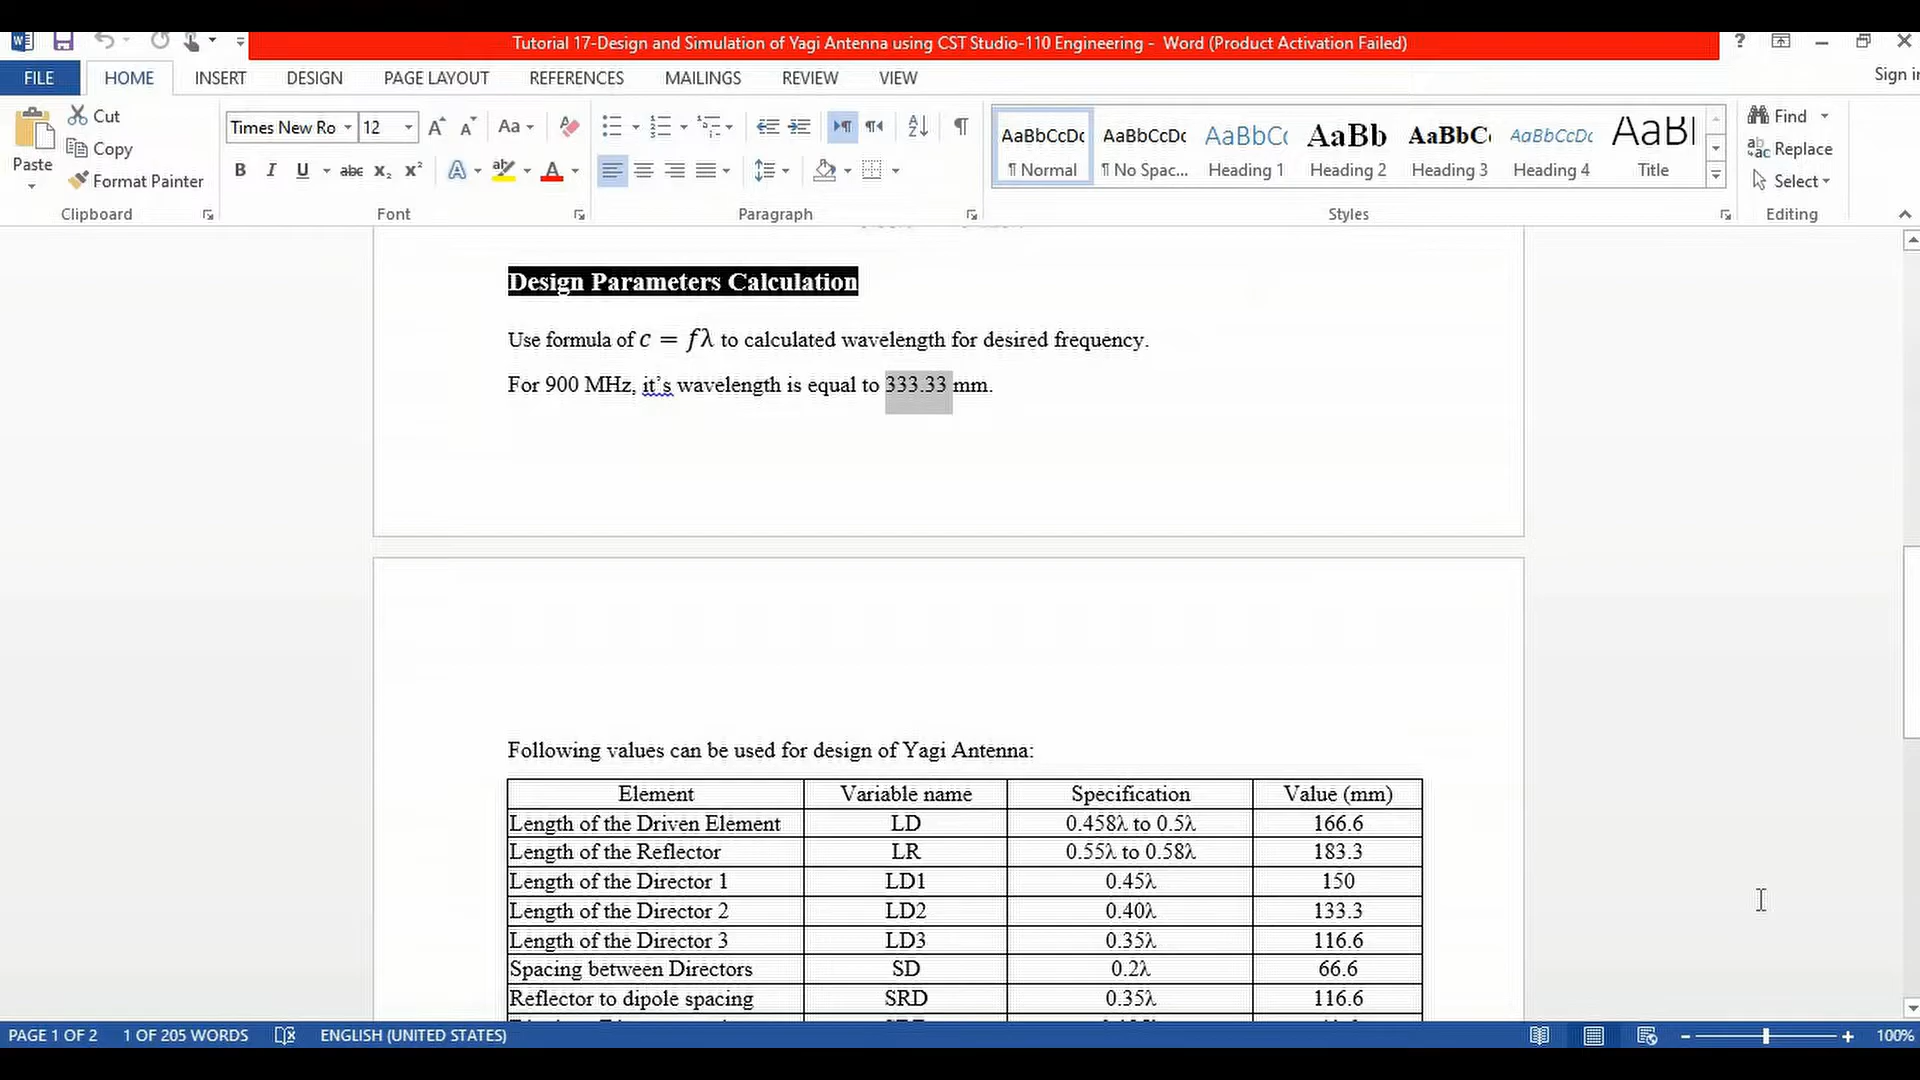 Tutorial 17-Design and Simulation of Yagi Antenna using CST Studio-110 Engineering - Word (Product Activation Failed)
?
FILE HOME INSERT DESIGN PAGE LAYOUT REFERENCES MAILINGS REVIEW VIEW Sign in
Paste
Cut
Copy
Format Painter
Clipboard
Times New Ro 12 Aa
B I U abc x₂ x² A ab A
Font
Paragraph
AaBbCcDc AaBbCcDc AaBbCc AaBb AaBbC AaBbCcDc AaBl
¶ Normal ¶ No Spac... Heading 1 Heading 2 Heading 3 Heading 4 Title
Styles
Find
Replace
Select
Editing
Design Parameters Calculation
Use formula of c = fλ to calculated wavelength for desired frequency.
For 900 MHz, it's wavelength is equal to 333.33 mm.
Following values can be used for design of Yagi Antenna:
Element Variable name Specification Value (mm)
Length of the Driven Element LD 0.458λ to 0.5λ 166.6
Length of the Reflector LR 0.55λ to 0.58λ 183.3
Length of the Director 1 LD1 0.45λ 150
Length of the Director 2 LD2 0.40λ 133.3
Length of the Director 3 LD3 0.35λ 116.6
Spacing between Directors SD 0.2λ 66.6
Reflector to dipole spacing SRD 0.35λ 116.6
PAGE 1 OF 2 1 OF 205 WORDS ENGLISH (UNITED STATES) 100%